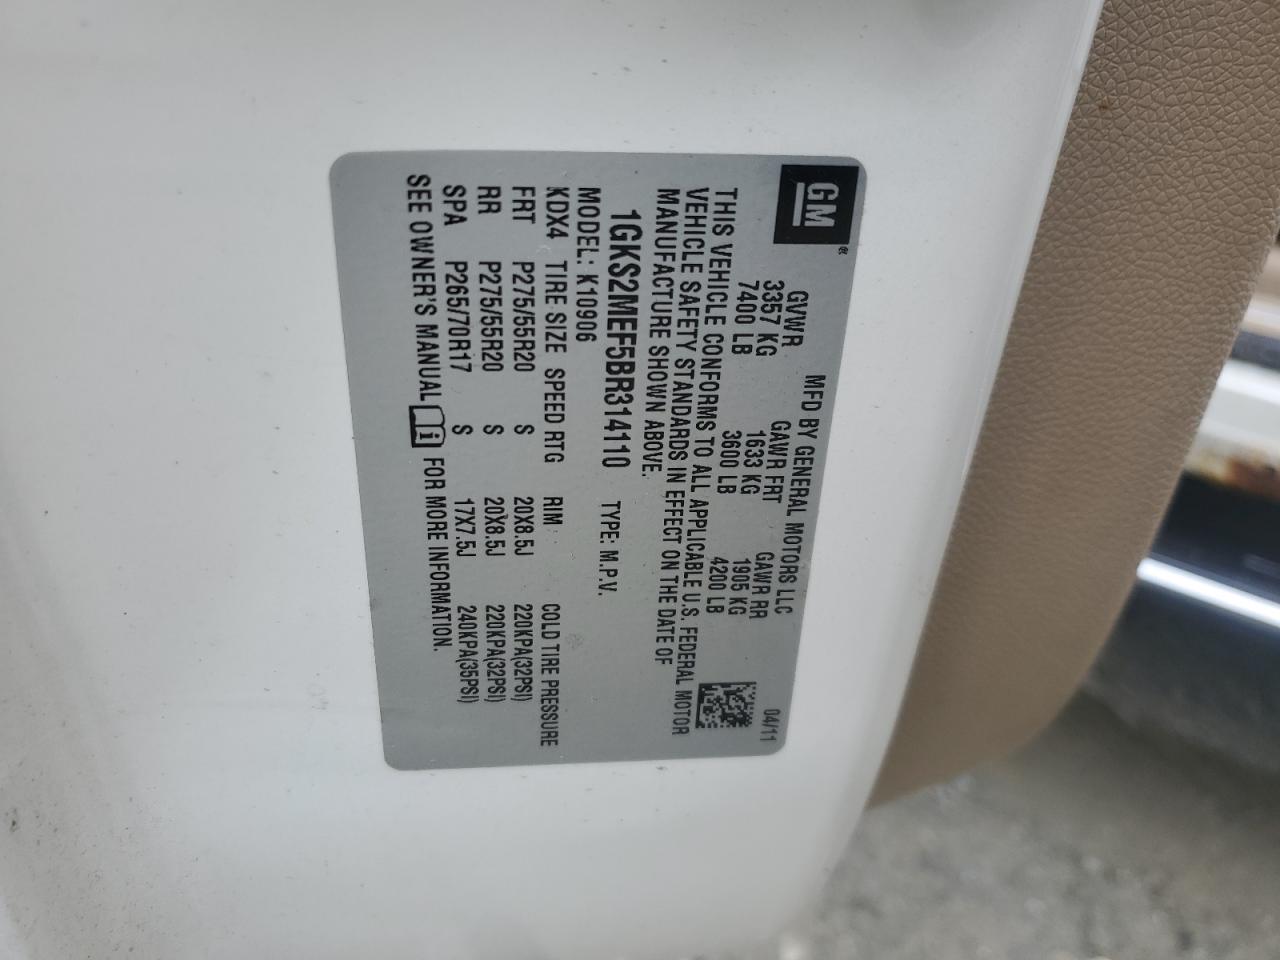 GM®
MFD BY GENERAL MOTORS LLC 04/11
GVWR GAWR FRT GAWR RR
3357 KG 1633 KG 1905 KG
7400 LB 3600 LB 4200 LB
THIS VEHICLE CONFORMS TO ALL APPLICABLE U.S. FEDERAL MOTOR
VEHICLE SAFETY STANDARDS IN EFFECT ON THE DATE OF
MANUFACTURE SHOWN ABOVE.
1GKS2MEF5BR314110 TYPE: M.P.V.
MODEL: K10906
KDX4 TIRE SIZE SPEED RTG RIM COLD TIRE PRESSURE
FRT P275/55R20 S 20X8.5J 220KPA(32PSI)
RR P275/55R20 S 20X8.5J 220KPA(32PSI)
SPA P265/70R17 S 17X7.5J 240KPA(35PSI)
SEE OWNER'S MANUAL i FOR MORE INFORMATION.